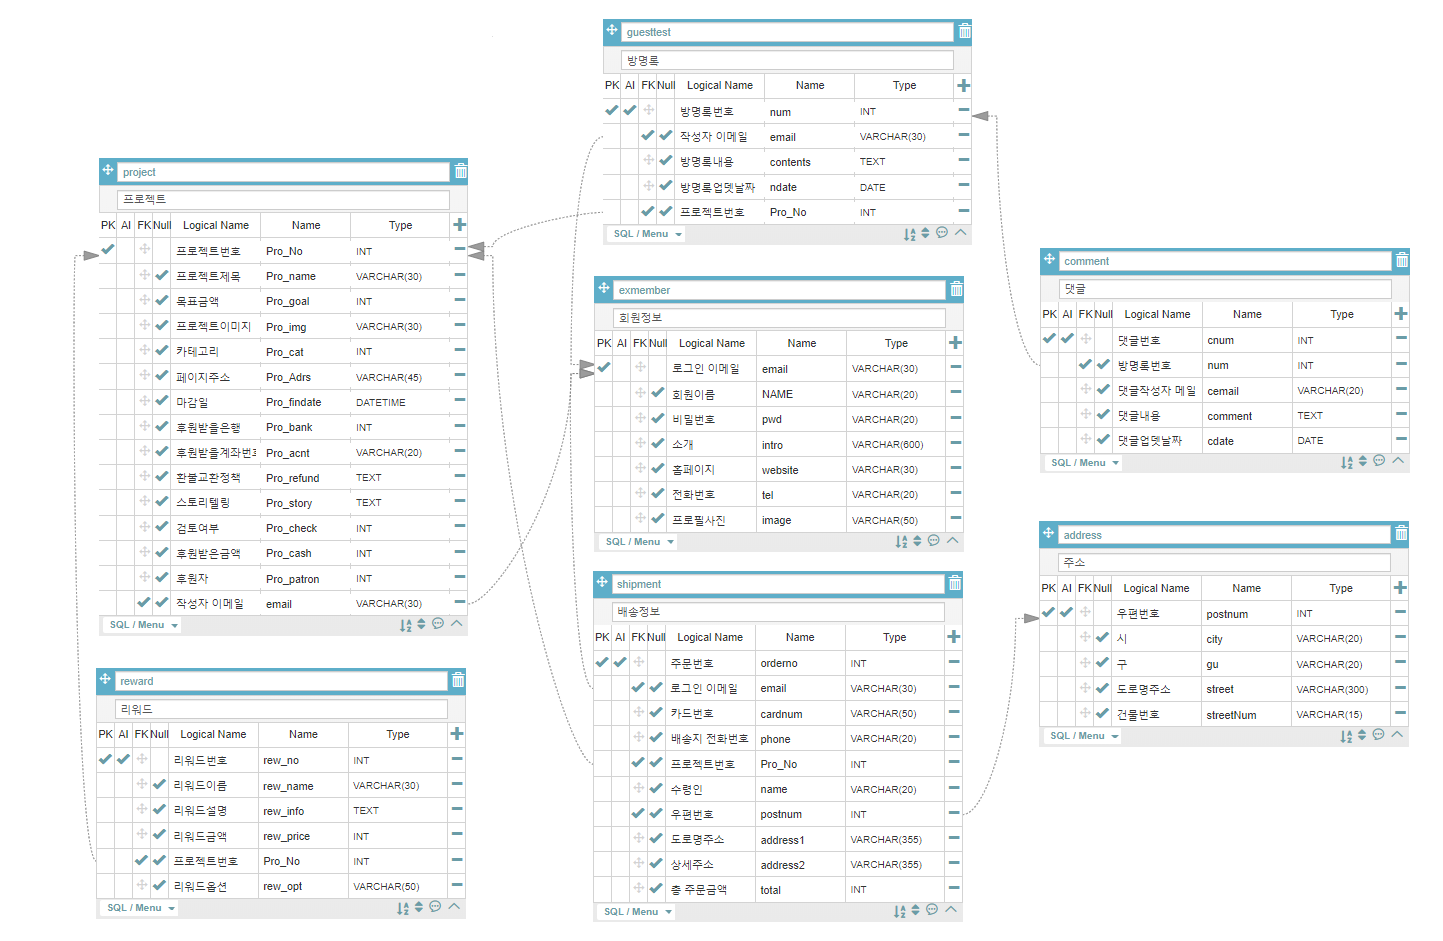 guesttest
방명록
PK AI FK Null Logical Name Name Type
방명록번호 num INT
작성자 이메일 email VARCHAR(30)
방명록내용 contents TEXT
방명록업뎃날짜 ndate DATE
프로젝트번호 Pro_No INT
SQL / Menu
project
프로젝트
PK AI FK Null Logical Name Name Type
프로젝트번호 Pro_No INT
프로젝트제목 Pro_name VARCHAR(30)
목표금액 Pro_goal INT
프로젝트이미지 Pro_img VARCHAR(30)
카테고리 Pro_cat INT
페이지주소 Pro_Adrs VARCHAR(45)
마감일 Pro_findate DATETIME
후원받을은행 Pro_bank INT
후원받을계좌번호 Pro_acnt VARCHAR(20)
환불교환정책 Pro_refund TEXT
스토리텔링 Pro_story TEXT
검토여부 Pro_check INT
후원받은금액 Pro_cash INT
후원자 Pro_patron INT
작성자 이메일 email VARCHAR(30)
SQL / Menu
exmember
회원정보
PK AI FK Null Logical Name Name Type
로그인 이메일 email VARCHAR(30)
회원이름 NAME VARCHAR(20)
비밀번호 pwd VARCHAR(20)
소개 intro VARCHAR(600)
홈페이지 website VARCHAR(30)
전화번호 tel VARCHAR(20)
프로필사진 image VARCHAR(50)
SQL / Menu
comment
댓글
PK AI FK Null Logical Name Name Type
댓글번호 cnum INT
방명록번호 num INT
댓글작성자 메일 cemail VARCHAR(20)
댓글내용 comment TEXT
댓글업뎃날짜 cdate DATE
SQL / Menu
reward
리워드
PK AI FK Null Logical Name Name Type
리워드번호 rew_no INT
리워드이름 rew_name VARCHAR(30)
리워드설명 rew_info TEXT
리워드금액 rew_price INT
프로젝트번호 Pro_No INT
리워드옵션 rew_opt VARCHAR(50)
SQL / Menu
shipment
배송정보
PK AI FK Null Logical Name Name Type
주문번호 orderno INT
로그인 이메일 email VARCHAR(30)
카드번호 cardnum VARCHAR(50)
배송지 전화번호 phone VARCHAR(20)
프로젝트번호 Pro_No INT
수령인 name VARCHAR(20)
우편번호 postnum INT
도로명주소 address1 VARCHAR(355)
상세주소 address2 VARCHAR(355)
총 주문금액 total INT
SQL / Menu
address
주소
PK AI FK Null Logical Name Name Type
우편번호 postnum INT
시 city VARCHAR(20)
구 gu VARCHAR(20)
도로명주소 street VARCHAR(300)
건물번호 streetNum VARCHAR(15)
SQL / Menu